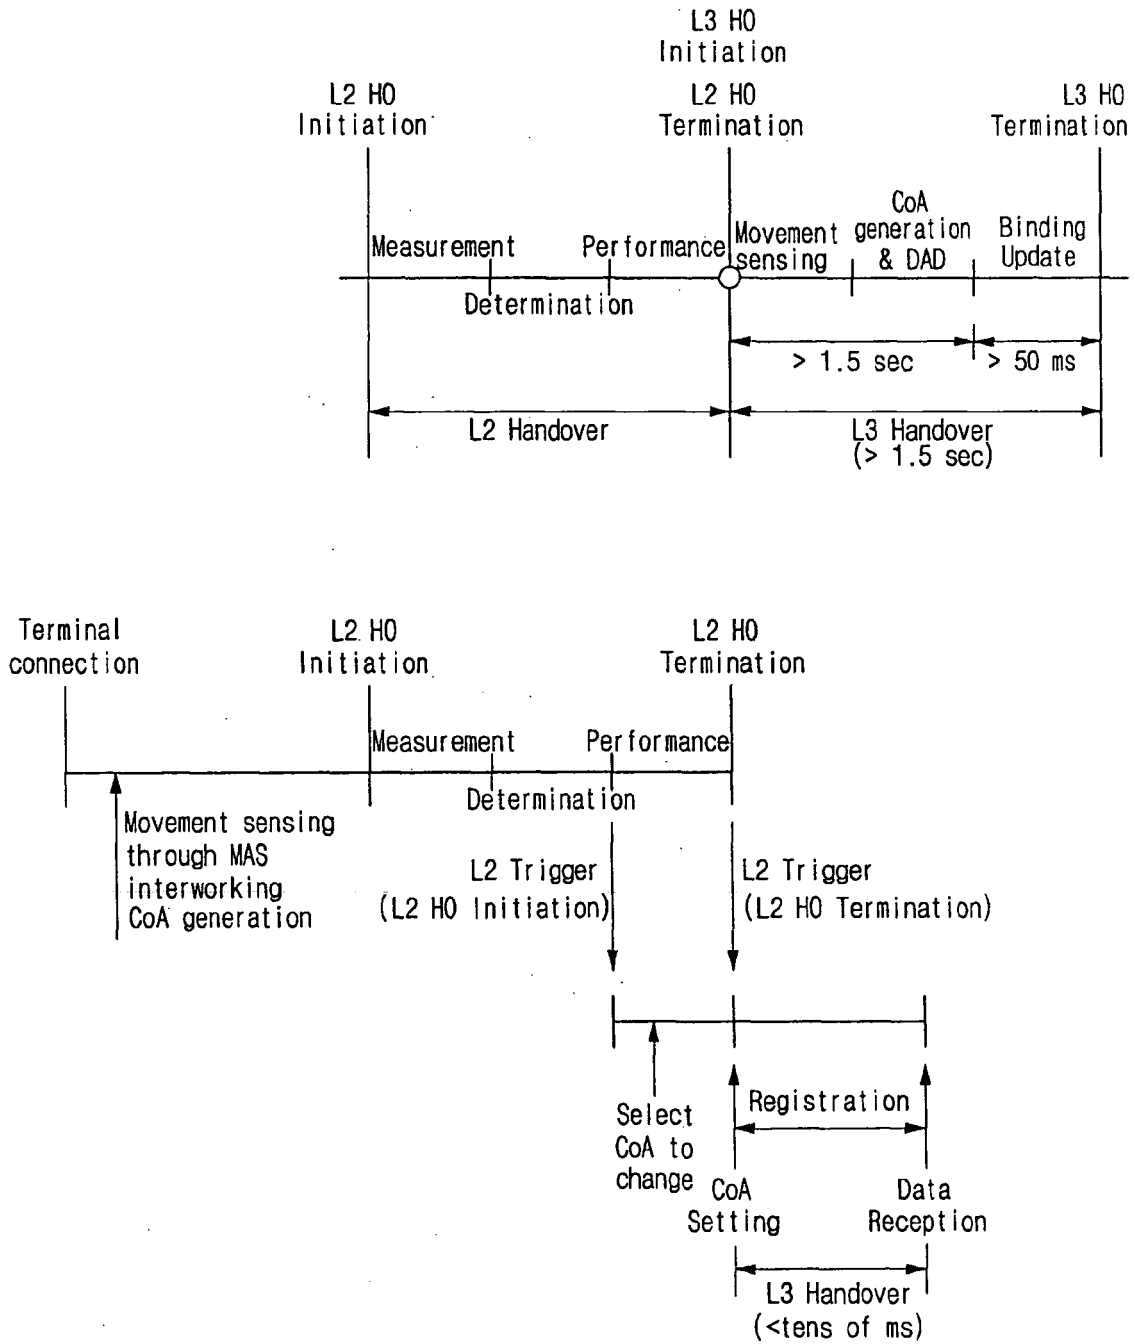 L3 HO
Initiation
L2 HO
Initiation
L2 HO
Termination
L3 HO
Termination
Measurement
Determination
Performance
Movement
sensing
CoA
generation
& DAD
Binding
Update
> 1.5 sec
> 50 ms
L2 Handover
L3 Handover
(> 1.5 sec)
Terminal
connection
L2 HO
Initiation
L2 HO
Termination
Measurement
Determination
Performance
Movement sensing
through MAS
interworking
CoA generation
L2 Trigger
(L2 HO Initiation)
L2 Trigger
(L2 HO Termination)
Select
CoA to
change
Registration
CoA
Setting
Data
Reception
L3 Handover
(<tens of ms)